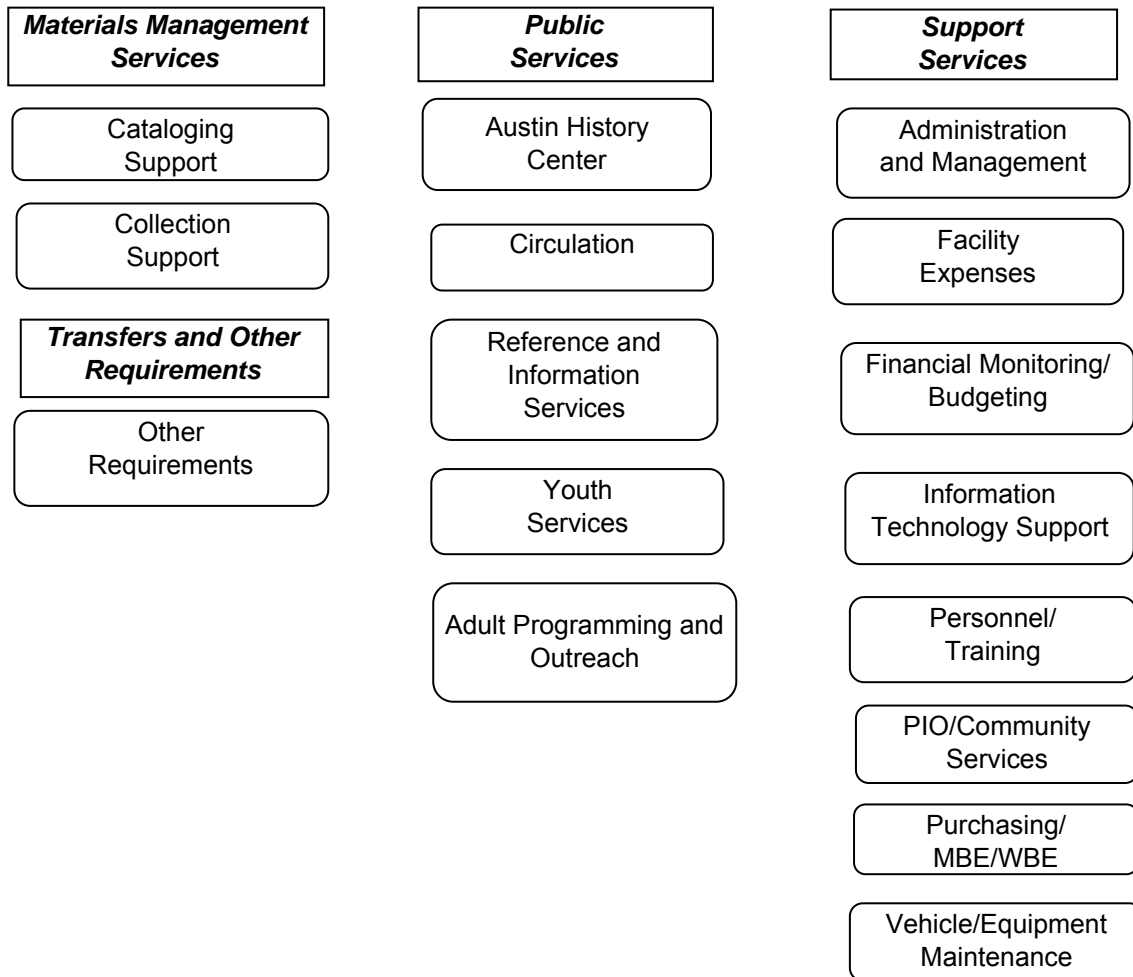 Materials Management
Services
Cataloging
Support
Collection
Support
Transfers and Other
Requirements
Other
Requirements
Public
Services
Austin History
Center
Circulation
Reference and
Information
Services
Youth
Services
Adult Programming and
Outreach
Support
Services
Administration
and Management
Facility
Expenses
Financial Monitoring/
Budgeting
Information
Technology Support
Personnel/
Training
PIO/Community
Services
Purchasing/
MBE/WBE
Vehicle/Equipment
Maintenance